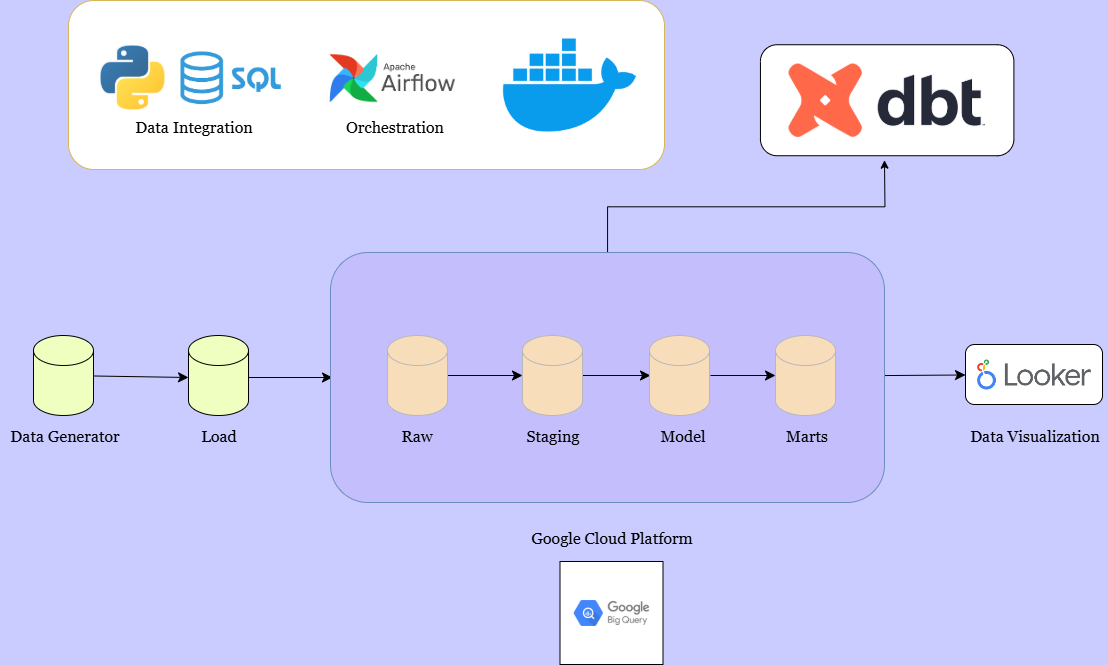 SQL
Apache
Airflow
Data Integration
Orchestration
dbt
Data Generator
Load
Raw
Staging
Model
Marts
Looker
Data Visualization
Google Cloud Platform
Google
Big Query